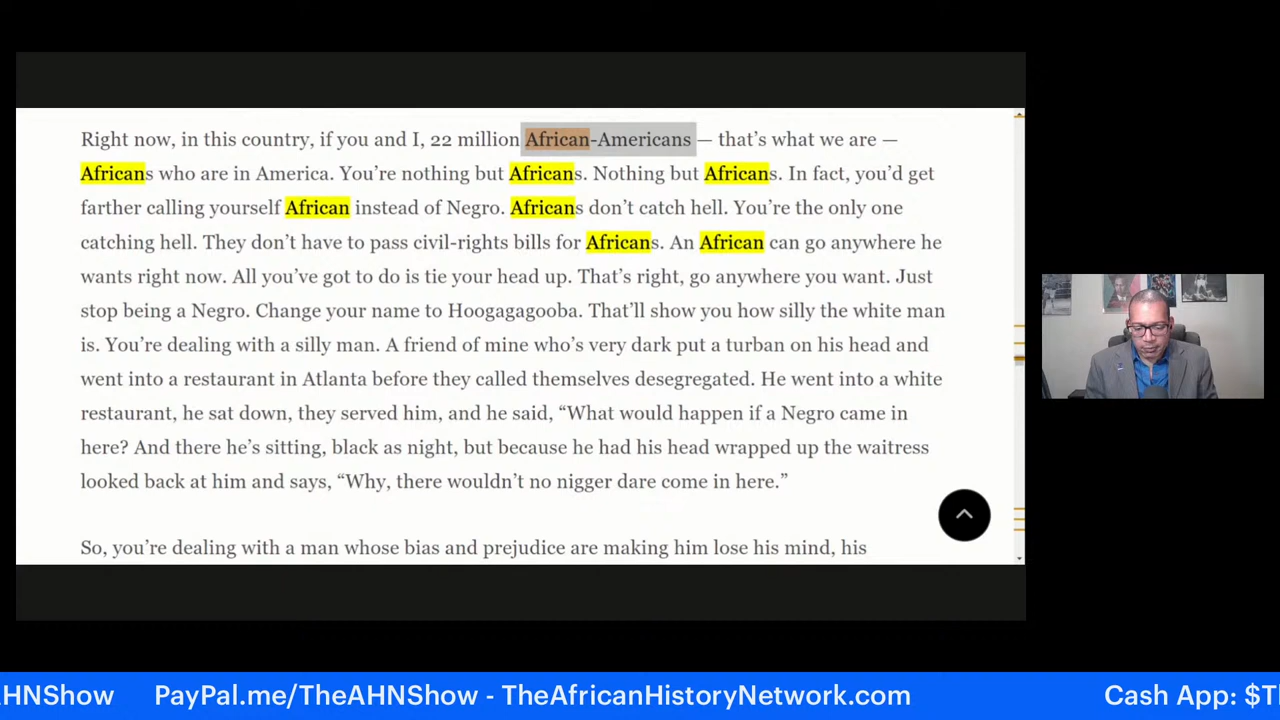 Right now, in this country, if you and I, 22 million African-Americans — that's what we are —
Africans who are in America. You're nothing but Africans. Nothing but Africans. In fact, you'd get
farther calling yourself African instead of Negro. Africans don't catch hell. You're the only one
catching hell. They don't have to pass civil-rights bills for Africans. An African can go anywhere he
wants right now. All you've got to do is tie your head up. That's right, go anywhere you want. Just
stop being a Negro. Change your name to Hoogagagooba. That'll show you how silly the white man
is. You're dealing with a silly man. A friend of mine who's very dark put a turban on his head and
went into a restaurant in Atlanta before they called themselves desegregated. He went into a white
restaurant, he sat down, they served him, and he said, “What would happen if a Negro came in
here? And there he's sitting, black as night, but because he had his head wrapped up the waitress
looked back at him and says, “Why, there wouldn't no nigger dare come in here.”
So, you're dealing with a man whose bias and prejudice are making him lose his mind, his
AHNShow PayPal.me/TheAHNShow - TheAfricanHistoryNetwork.com Cash App: $T